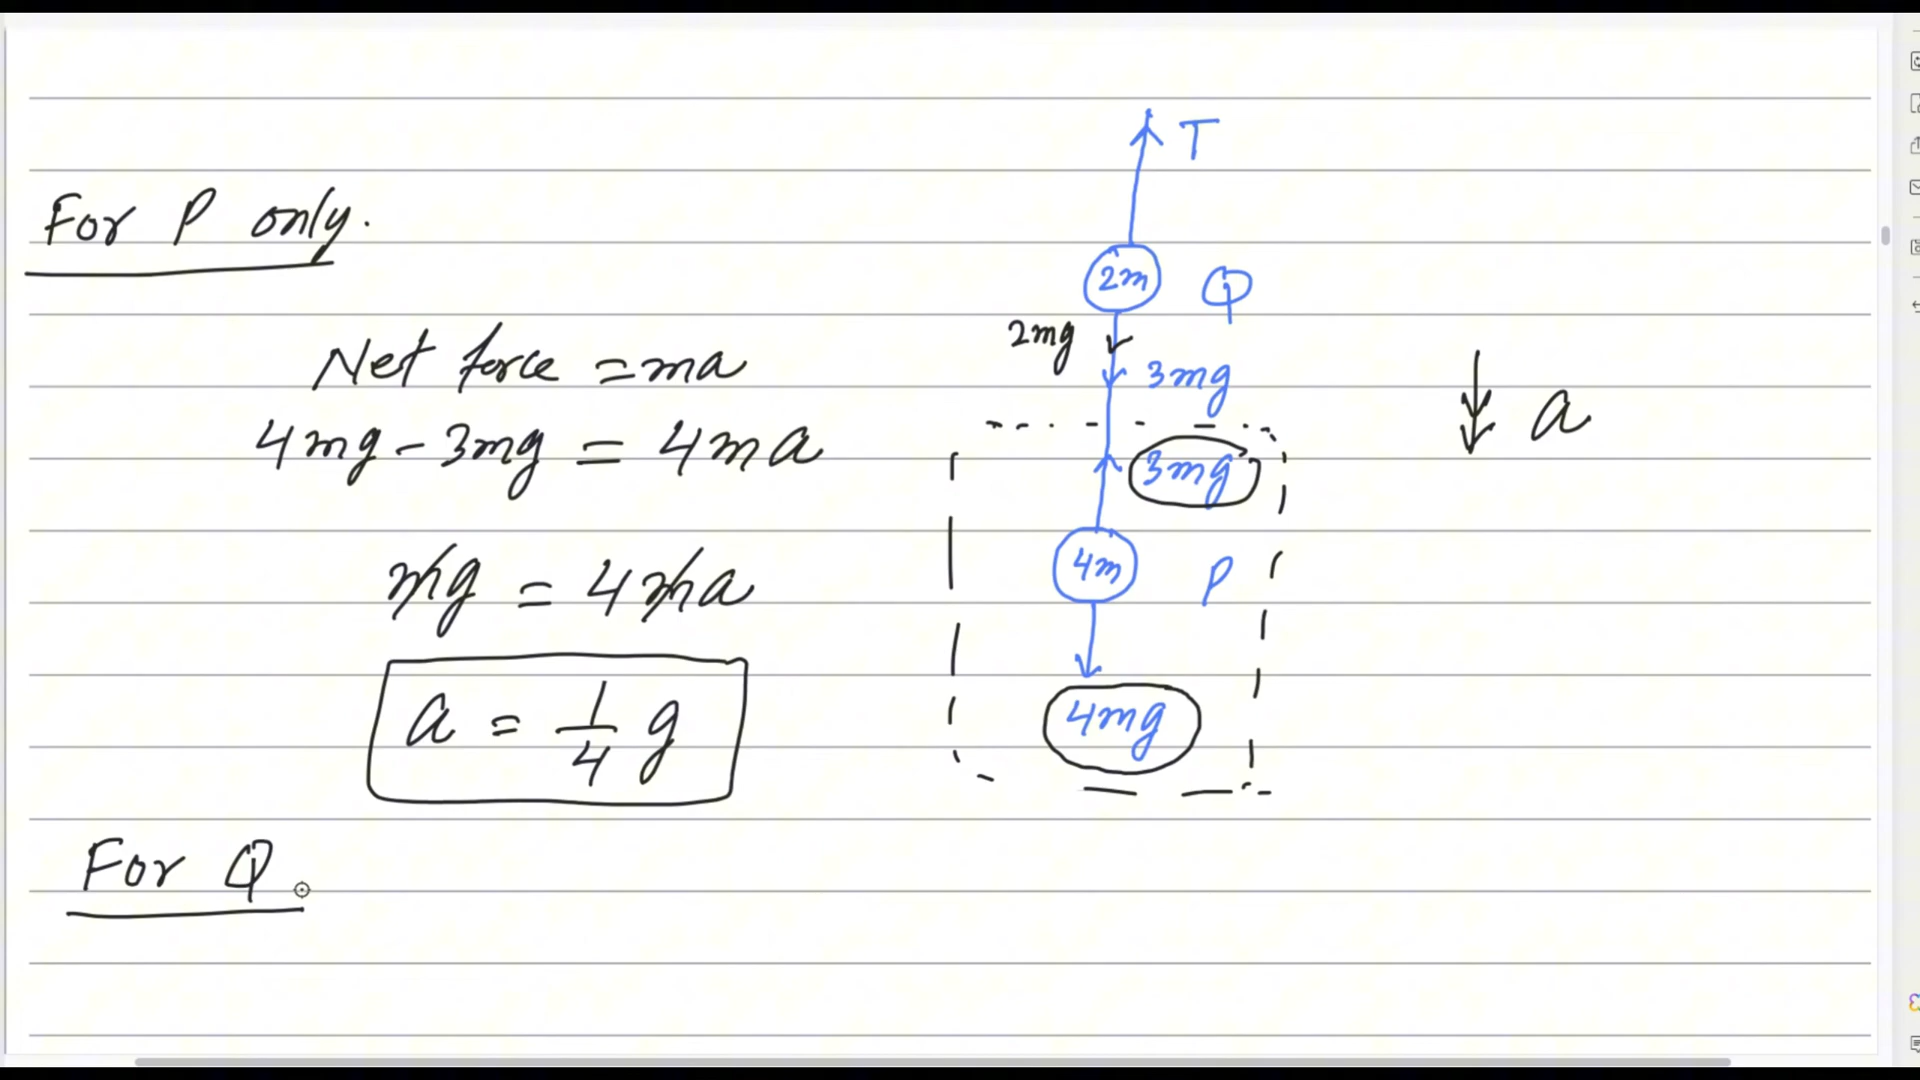 For P only.
Net force = ma
4mg - 3mg = 4ma
mg = 4ma
a = 1/4 g
For Q
T
2m Q
2mg
3mg
3mg
4m P
4mg
a